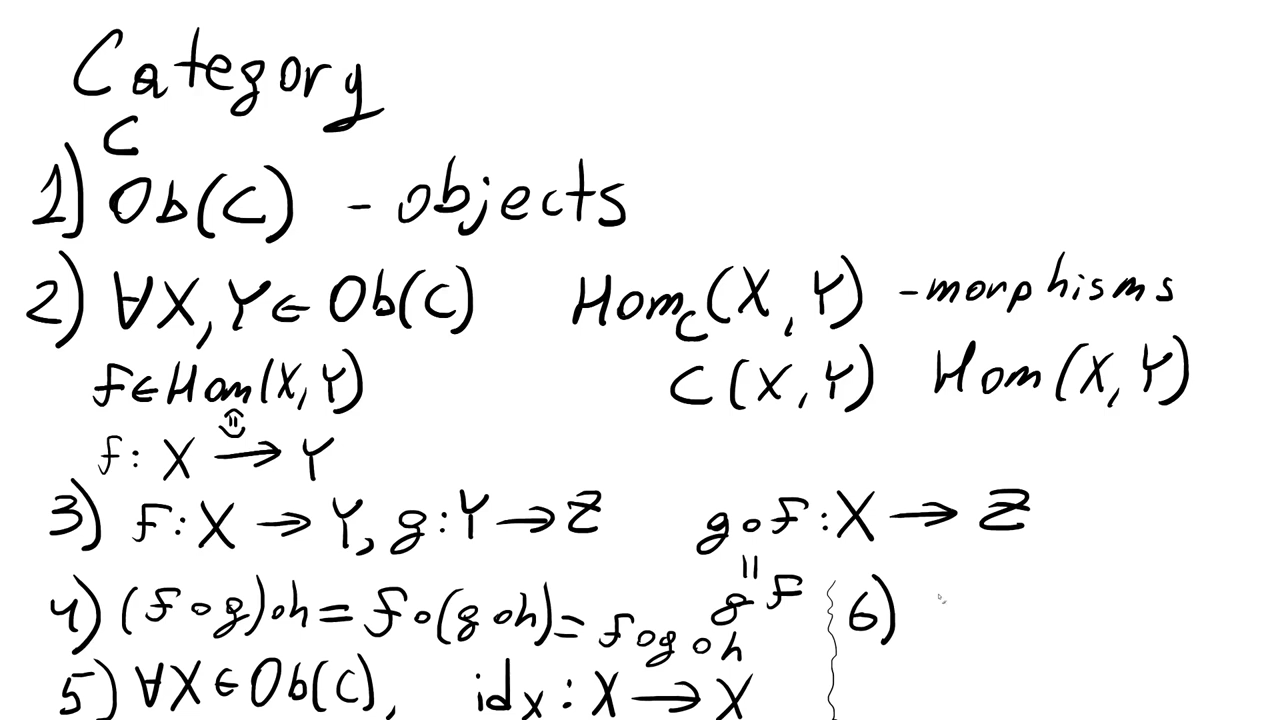 Category
C
1) Ob(C) - objects
2) ∀X, Y ∈ Ob(C) Hom_C(X, Y) - morphisms
f ∈ Hom(X, Y) C(X, Y) Hom(X, Y)
f: X → Y
3) f: X → Y, g: Y → Z g∘f: X → Z
=
gf
4) (f∘g)∘h = f∘(g∘h) = f∘g∘h 6)
5) ∀X ∈ Ob(C), id_X : X → X